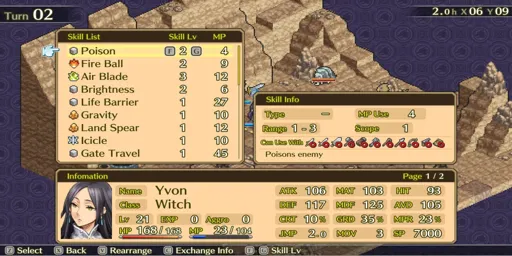 Turn 02
2.0h X06 Y09
Skill List Skill Lv MP
Poison F 2 G 4
Fire Ball 2 9
Air Blade 3 12
Brightness 2 6
Life Barrier 1 27
Gravity 1 10
Land Spear 1 12
Icicle 1 10
Gate Travel 1 45
Skill Info
Type — MP Use 4
Range 1 - 3 Scope 1
Can Use With
Poisons enemy
Infomation Page 1 / 2
Name Yvon
Class Witch
Lv 21 EXP 0 Aggro 0
HP 168 / 168 MP 23 / 104
ATK 106 MAT 103 HIT 93
DEF 117 MDF 125 AVD 105
CRT 10% GRD 35% MFR 23%
JMP 2.0 MOV 3 SP 7000
Select Back Rearrange Exchange Info Skill Lv